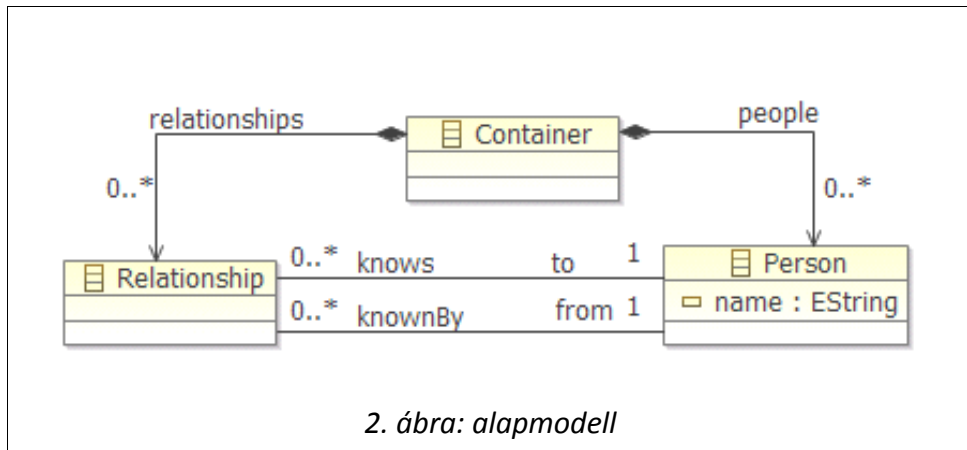 relationships
people
Container
0..*
0..*
Relationship
0..* knows to 1
Person
name : EString
0..* knownBy from 1
2. ábra: alapmodell